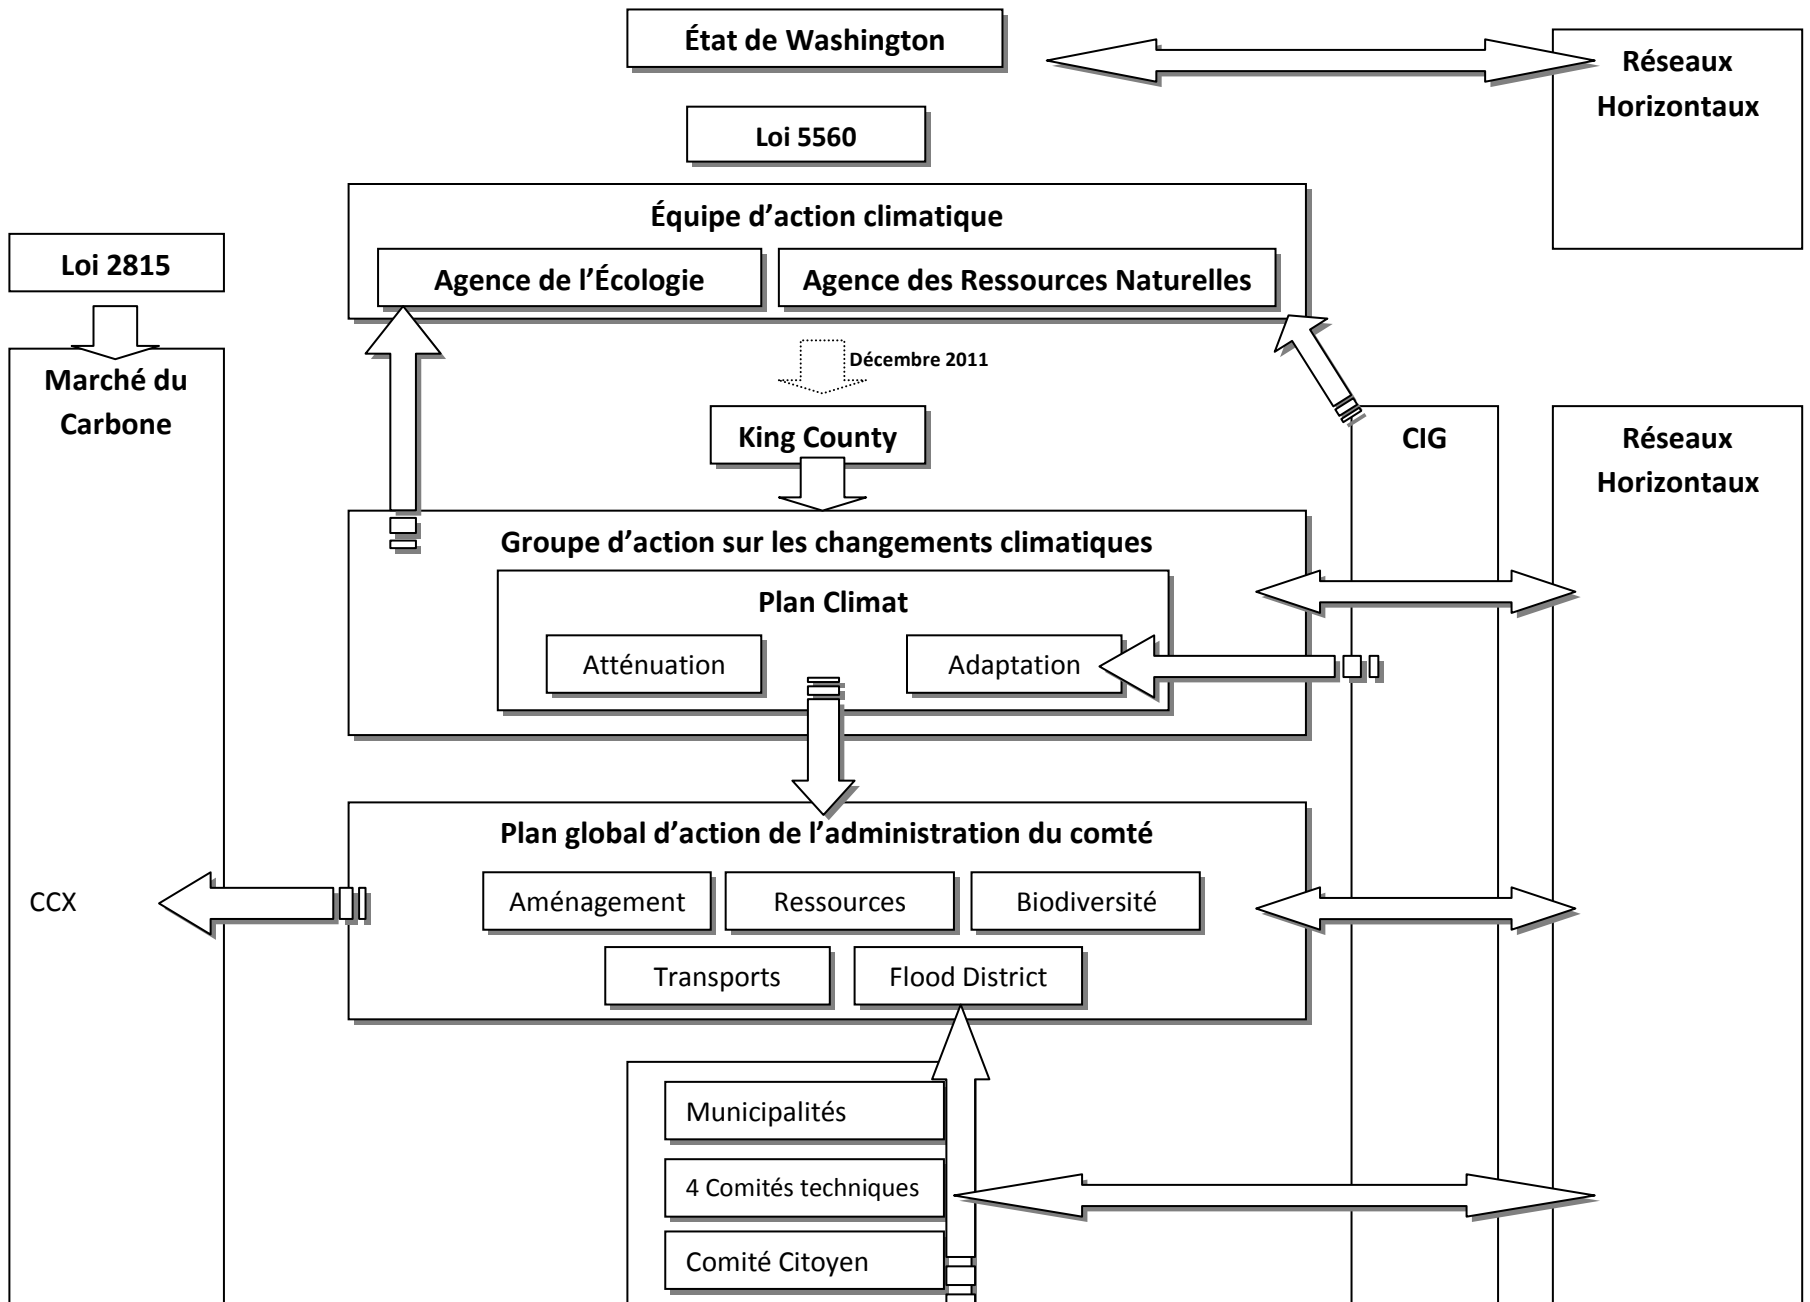 État de Washington
Réseaux
Horizontaux
Loi 5560
Équipe d’action climatique
Agence de l’Écologie
Agence des Ressources Naturelles
Loi 2815
Décembre 2011
Marché du
Carbone
King County
CIG
Réseaux
Horizontaux
Groupe d’action sur les changements climatiques
Plan Climat
Atténuation
Adaptation
Plan global d’action de l’administration du comté
CCX
Aménagement
Ressources
Biodiversité
Transports
Flood District
Municipalités
4 Comités techniques
Comité Citoyen